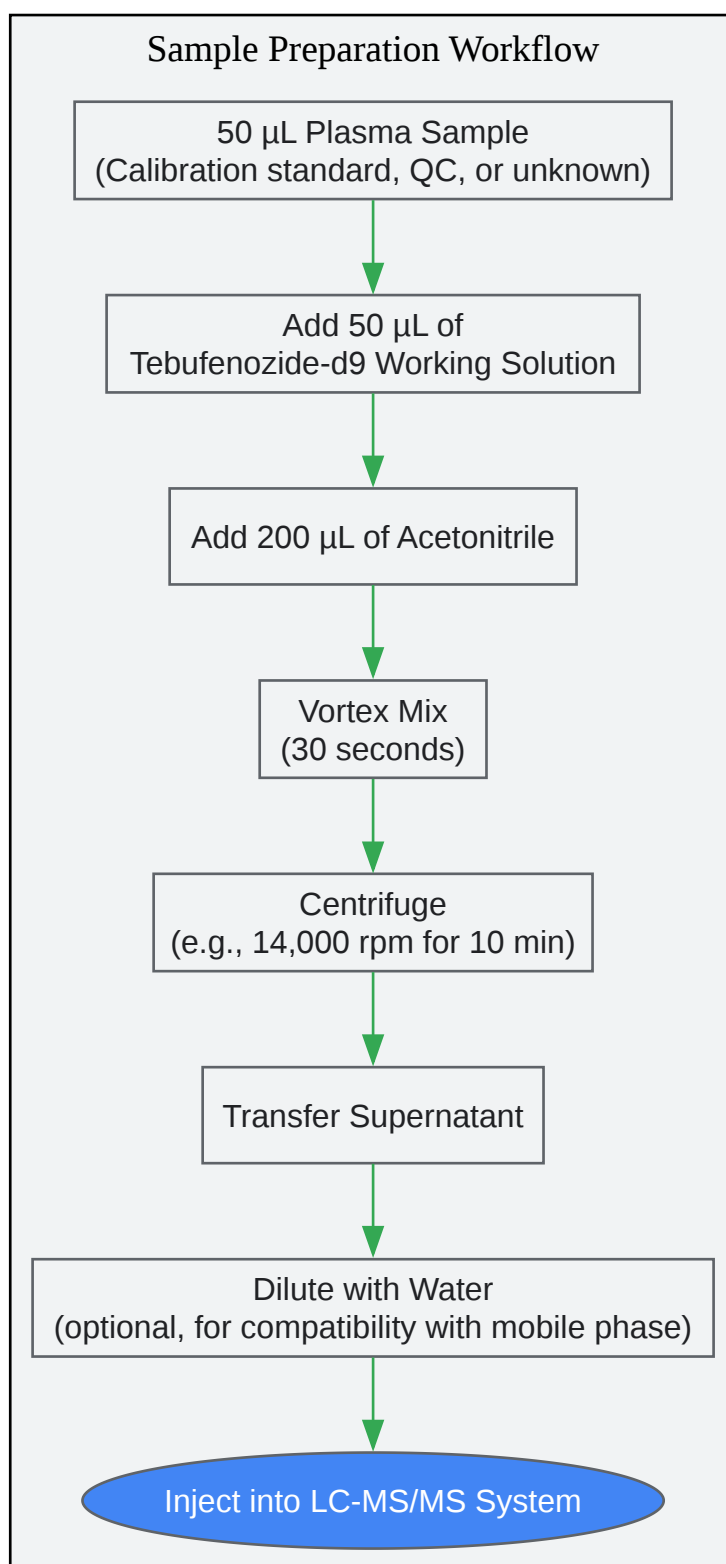 Sample Preparation Workflow
50 µL Plasma Sample
(Calibration standard, QC, or unknown)
Add 50 µL of
Tebufenozide-d9 Working Solution
Add 200 µL of Acetonitrile
Vortex Mix
(30 seconds)
Centrifuge
(e.g., 14,000 rpm for 10 min)
Transfer Supernatant
Dilute with Water
(optional, for compatibility with mobile phase)
Inject into LC-MS/MS System